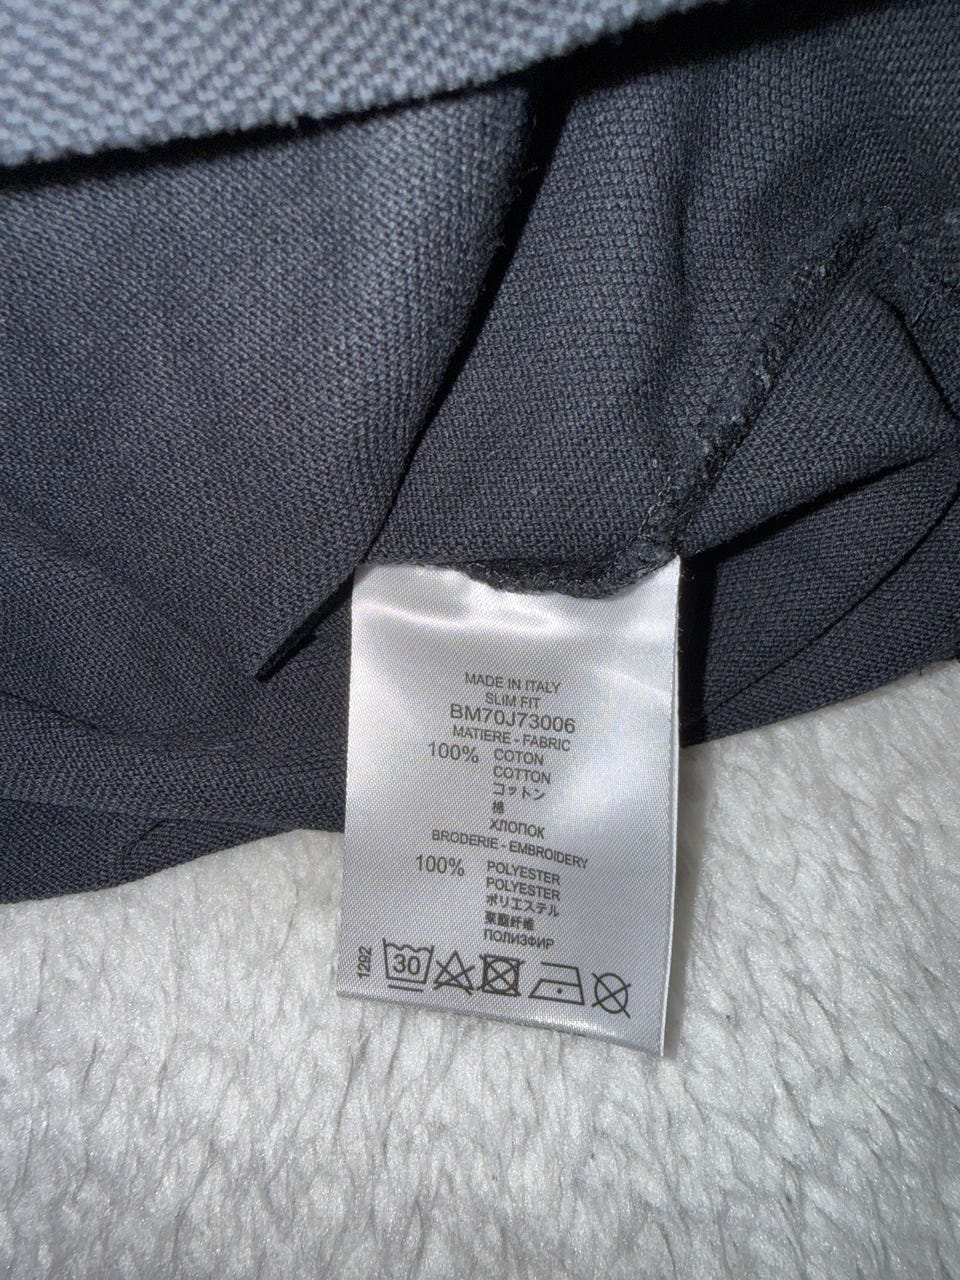 MADE IN ITALY
SLIM FIT
BM70J73006
MATIERE - FABRIC
100% COTON
COTTON
コットン
棉
ХЛОПОК
BRODERIE - EMBROIDERY
100% POLYESTER
POLYESTER
ポリエステル
聚酯纤维
ПОЛИЗФИР
1292
30